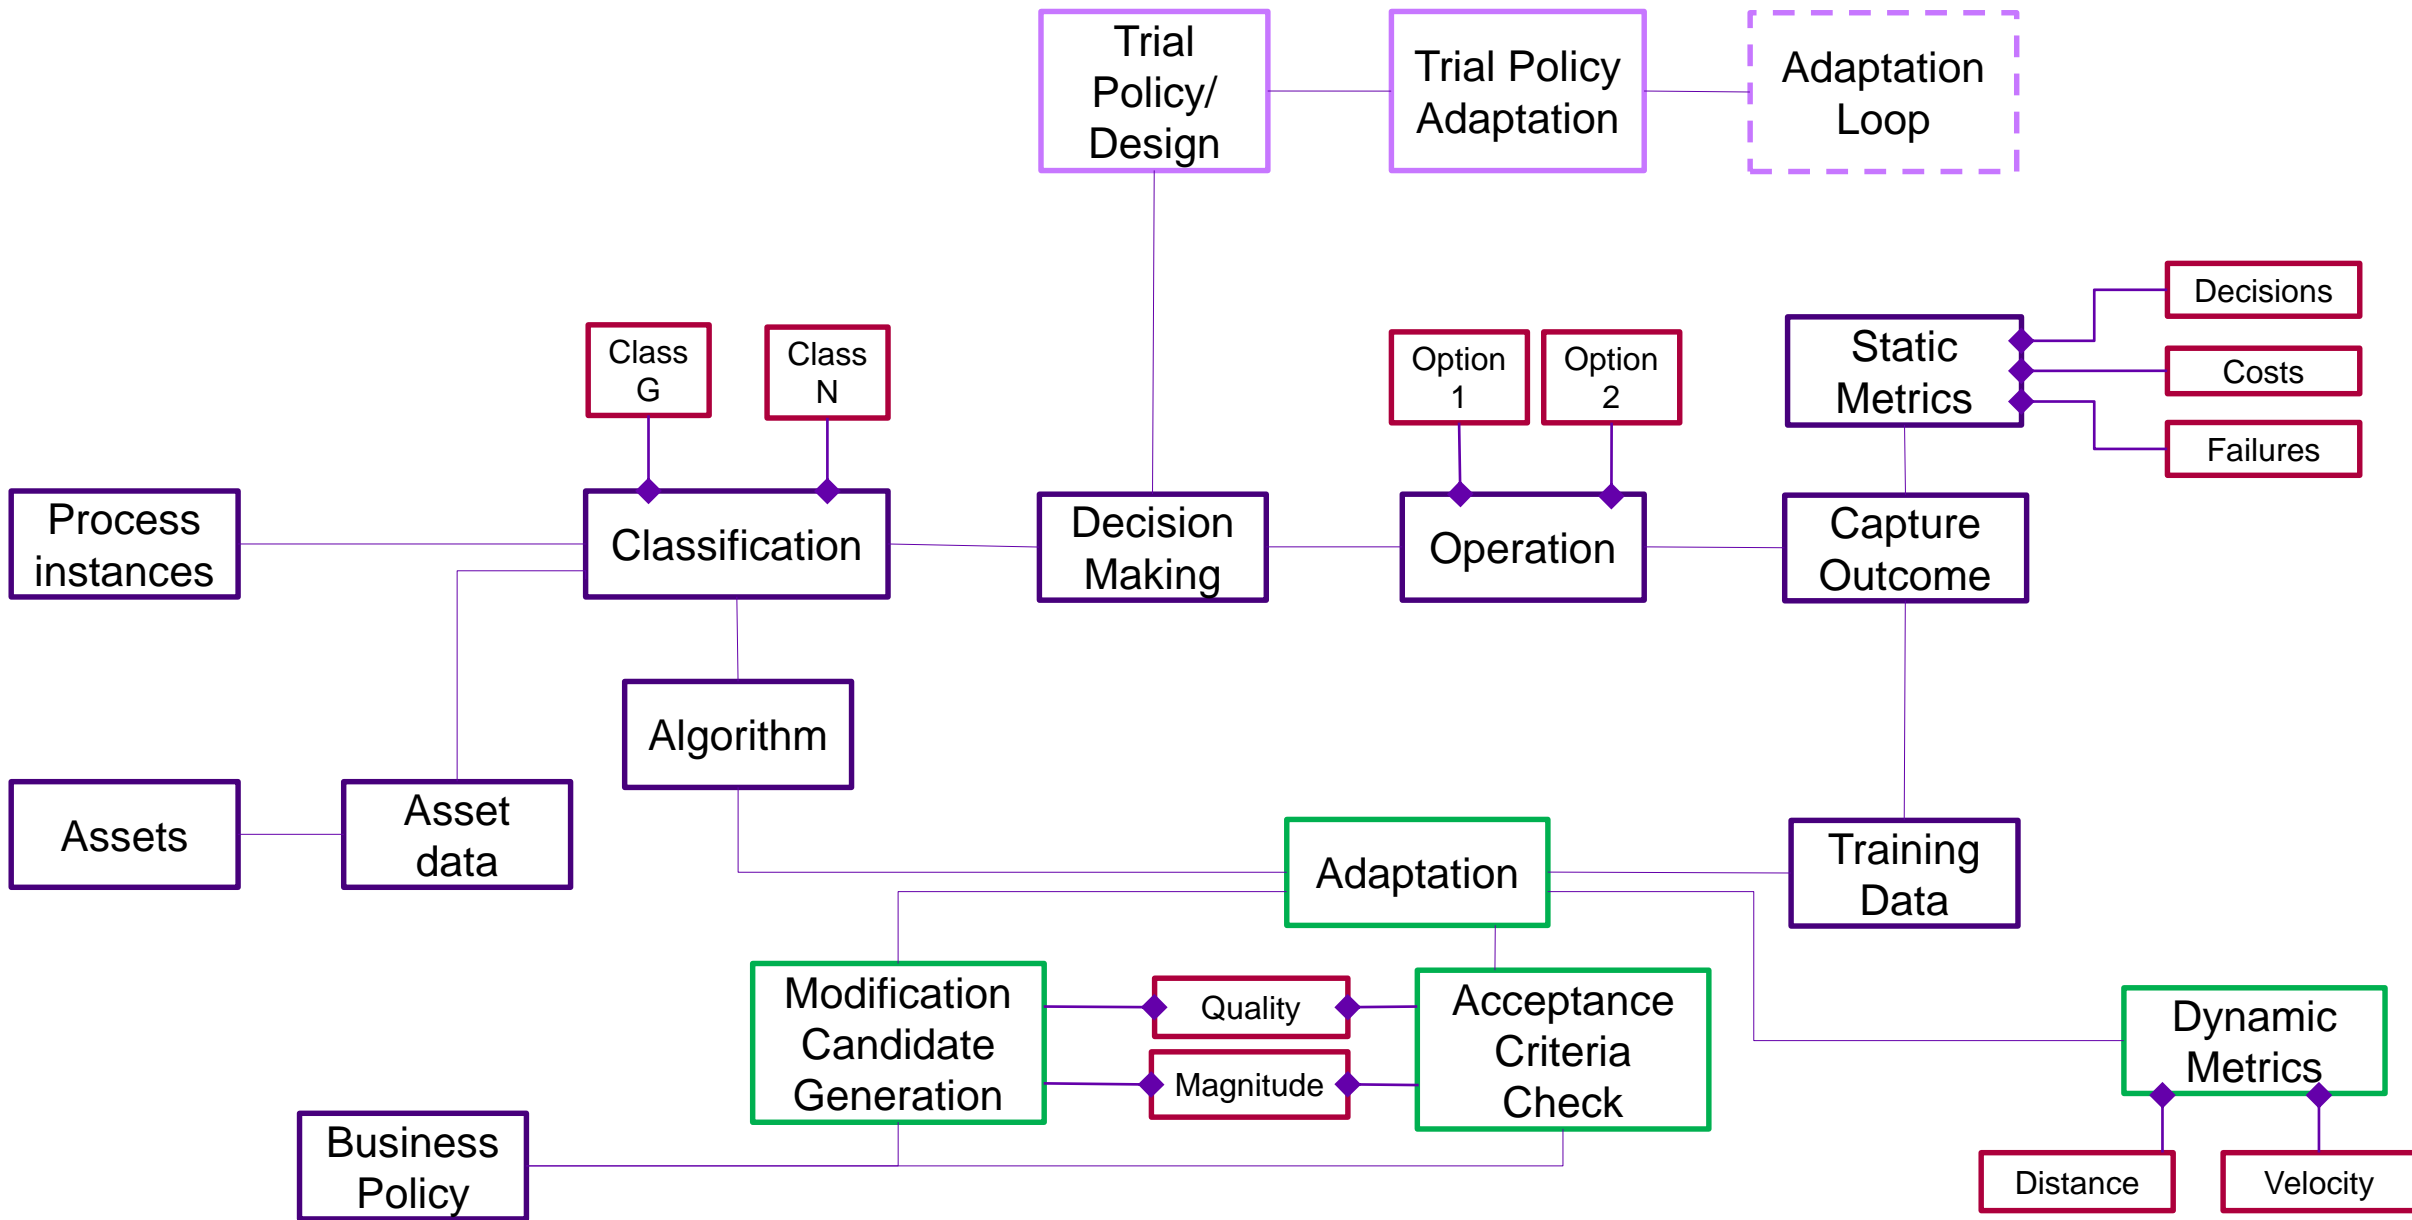 Trial
Policy/
Design
Trial Policy
Adaptation
Adaptation
Loop
Class
G
Class
N
Option
1
Option
2
Static
Metrics
Decisions
Costs
Failures
Process
instances
Classification
Decision
Making
Operation
Capture
Outcome
Algorithm
Assets
Asset
data
Adaptation
Training
Data
Modification
Candidate
Generation
Quality
Magnitude
Acceptance
Criteria
Check
Dynamic
Metrics
Business
Policy
Distance
Velocity